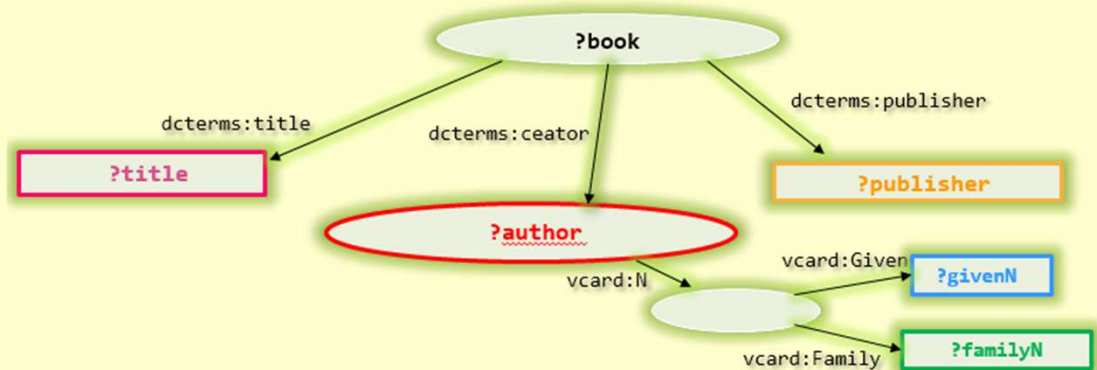 ?book
dcterms:title
dcterms:ceator
dcterms:publisher
?title
?publisher
?author
vcard:N
vcard:Given
?givenN
vcard:Family
?familyN